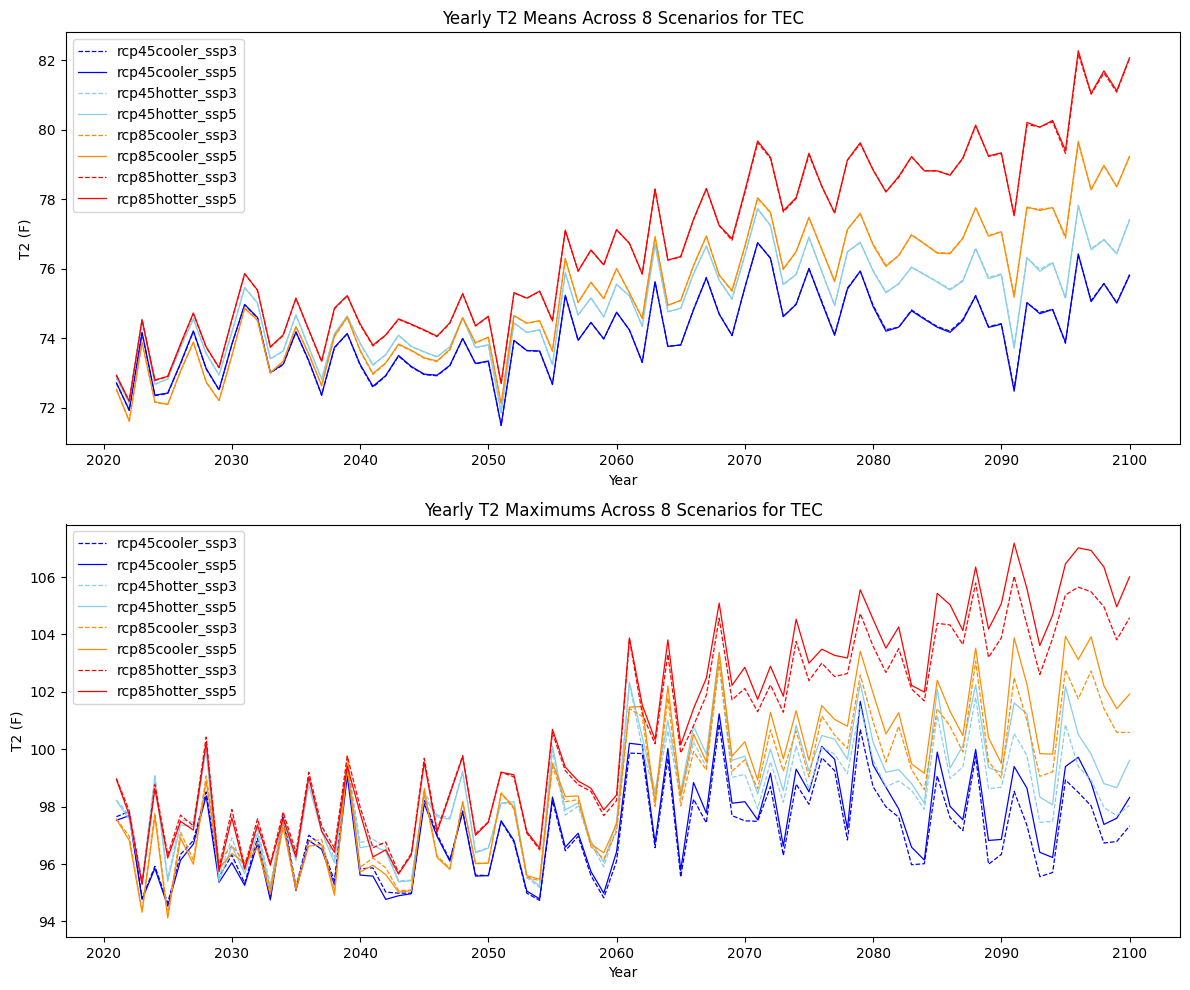 Yearly T2 Means Across 8 Scenarios for TEC
rcp45cooler_ssp3
rcp45cooler_ssp5
rcp45hotter_ssp3
rcp45hotter_ssp5
rcp85cooler_ssp3
rcp85cooler_ssp5
rcp85hotter_ssp3
rcp85hotter_ssp5
82
80
78
76
74
72
T2 (F)
2020 2030 2040 2050 2060 2070 2080 2090 2100
Year
Yearly T2 Maximums Across 8 Scenarios for TEC
rcp45cooler_ssp3
rcp45cooler_ssp5
rcp45hotter_ssp3
rcp45hotter_ssp5
rcp85cooler_ssp3
rcp85cooler_ssp5
rcp85hotter_ssp3
rcp85hotter_ssp5
106
104
102
100
98
96
94
T2 (F)
2020 2030 2040 2050 2060 2070 2080 2090 2100
Year